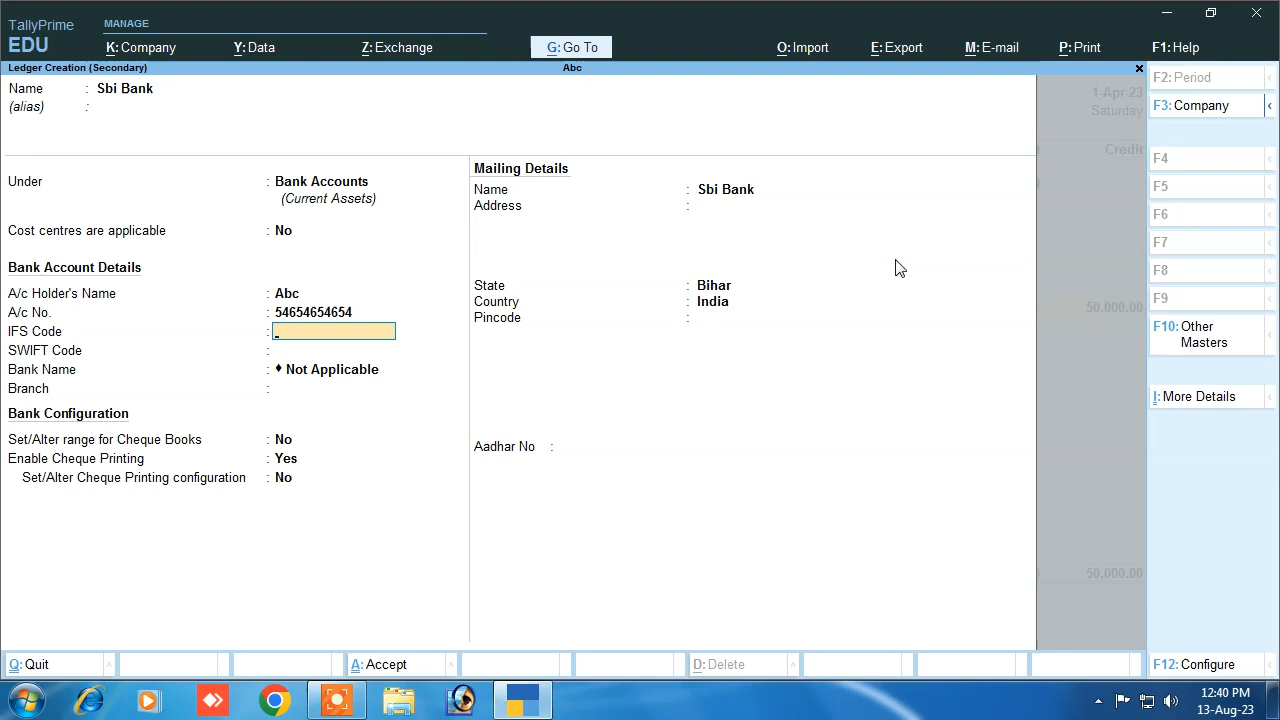 TallyPrime
EDU
MANAGE
K: Company
Y: Data
Z: Exchange
G: Go To
O: Import
E: Export
M: E-mail
P: Print
F1: Help
Ledger Creation (Secondary)
Abc
Name : Sbi Bank
(alias) :
Under : Bank Accounts
(Current Assets)
Cost centres are applicable : No
Bank Account Details
A/c Holder's Name : Abc
A/c No. : 54654654654
IFS Code :
SWIFT Code :
Bank Name : ♦ Not Applicable
Branch :
Bank Configuration
Set/Alter range for Cheque Books : No
Enable Cheque Printing : Yes
Set/Alter Cheque Printing configuration : No
Mailing Details
Name : Sbi Bank
Address :
State : Bihar
Country : India
Pincode :
Aadhar No :
1-Apr-23
Saturday
Credit
50,000.00
50,000.00
F2: Period
F3: Company
F4
F5
F6
F7
F8
F9
F10: Other
Masters
I: More Details
F12: Configure
Q: Quit
A: Accept
D: Delete
12:40 PM
13-Aug-23